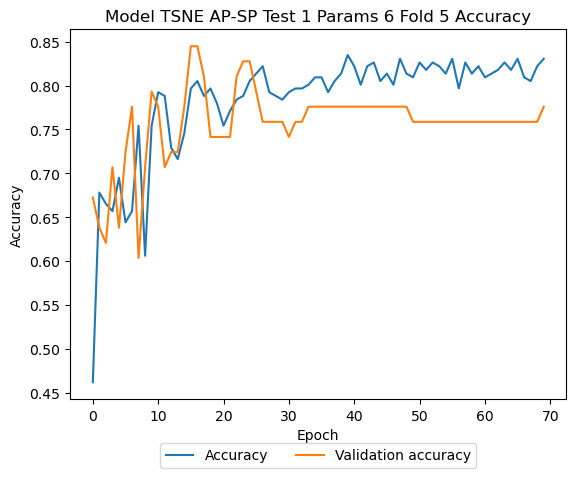 Model TSNE AP-SP Test 1 Params 6 Fold 5 Accuracy
0.85
0.80
0.75
0.70
0.65
0.60
0.55
0.50
0.45
Accuracy
0 10 20 30 40 50 60 70
Epoch
Accuracy Validation accuracy